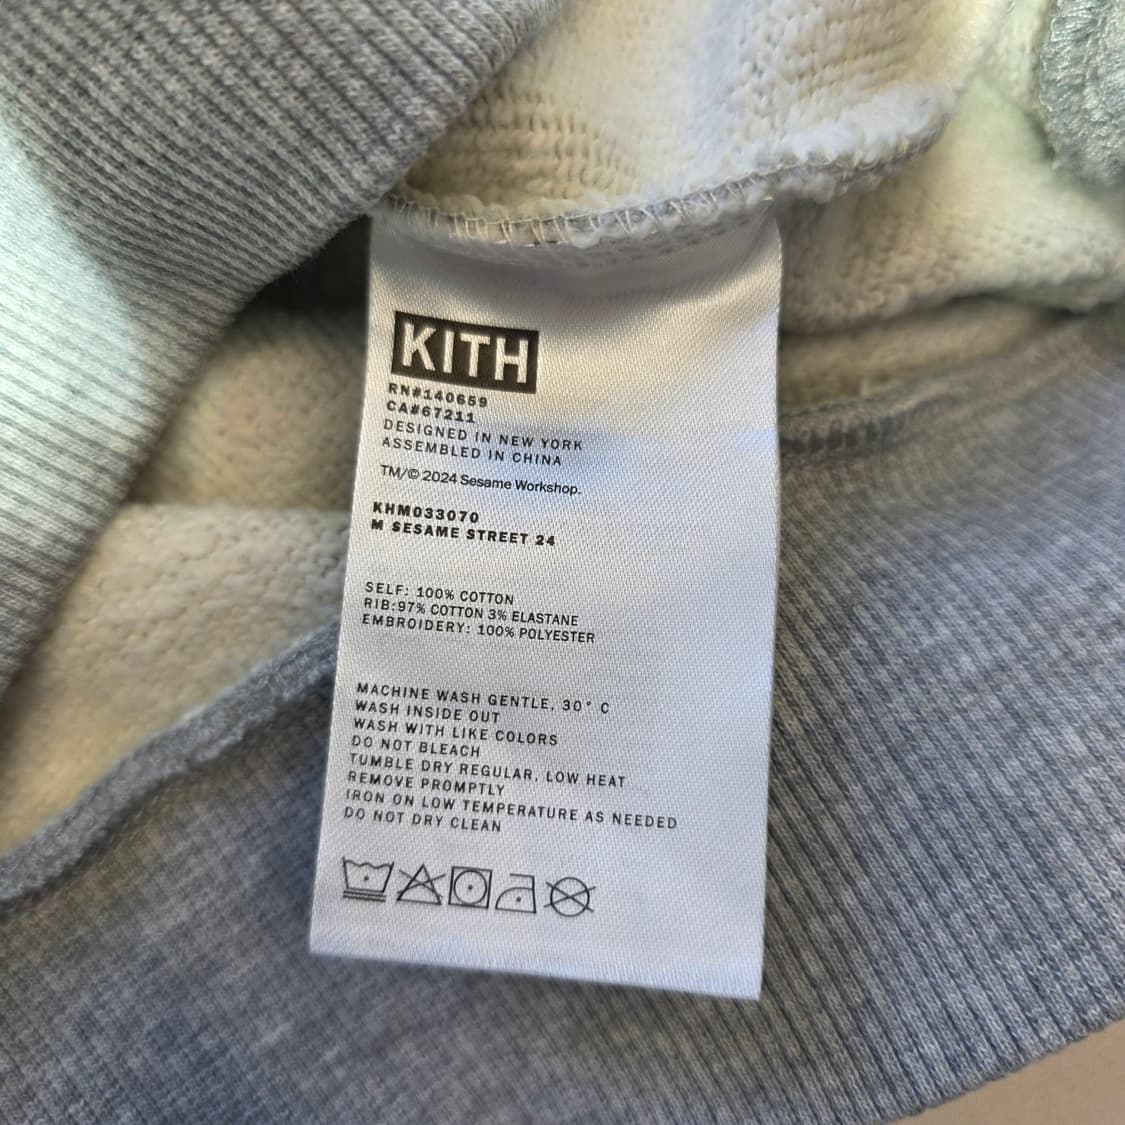 KITH
RN#140659
CA#67211
DESIGNED IN NEW YORK
ASSEMBLED IN CHINA
TM/© 2024 Sesame Workshop.
KHM033070
M SESAME STREET 24
SELF: 100% COTTON
RIB:97% COTTON 3% ELASTANE
EMBROIDERY: 100% POLYESTER
MACHINE WASH GENTLE, 30° C
WASH INSIDE OUT
WASH WITH LIKE COLORS
DO NOT BLEACH
TUMBLE DRY REGULAR, LOW HEAT
REMOVE PROMPTLY
IRON ON LOW TEMPERATURE AS NEEDED
DO NOT DRY CLEAN